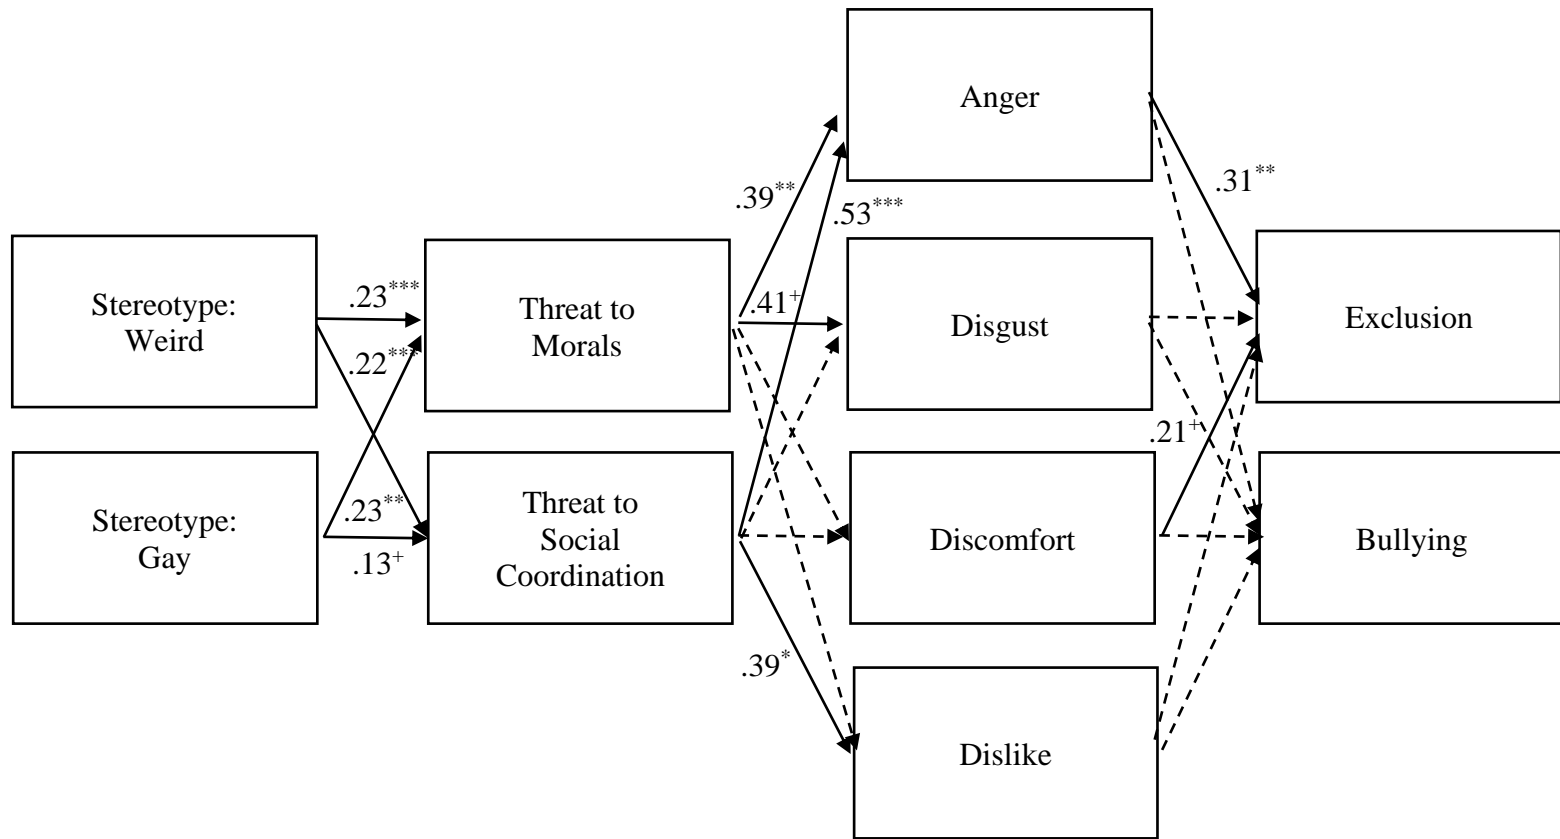 Anger
.31**
.39**
.53***
Stereotype:
Weird
.23***
Threat to
Morals
.41+
Disgust
Exclusion
.22***
Stereotype:
Gay
.23**
.13+
Threat to
Social
Coordination
Discomfort
.21+
Bullying
.39*
Dislike